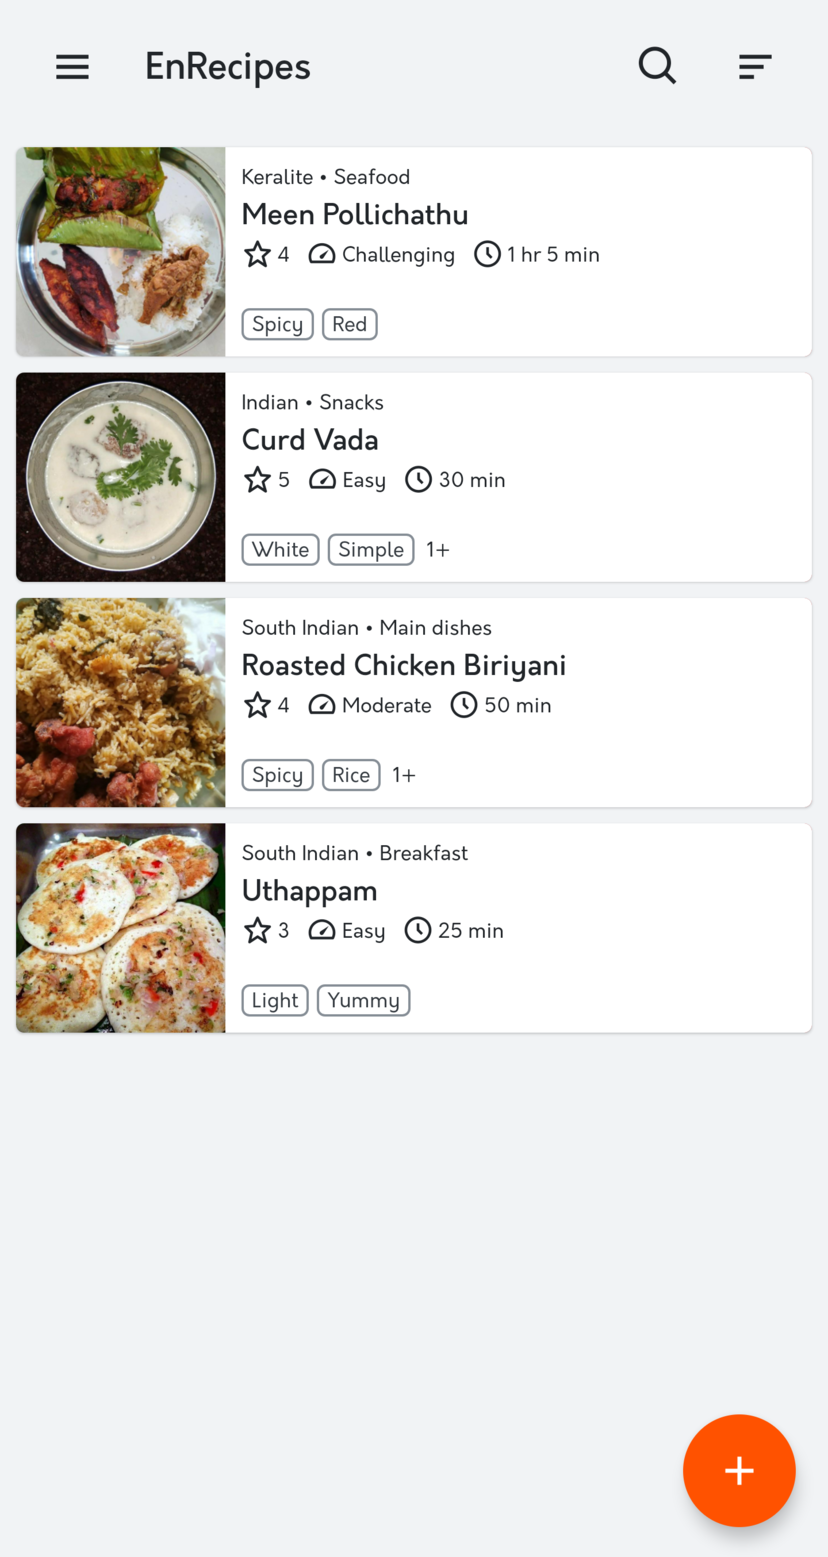 EnRecipes
Keralite • Seafood
Meen Pollichathu
4 Challenging 1 hr 5 min
Spicy Red
Indian • Snacks
Curd Vada
5 Easy 30 min
White Simple 1+
South Indian • Main dishes
Roasted Chicken Biriyani
4 Moderate 50 min
Spicy Rice 1+
South Indian • Breakfast
Uthappam
3 Easy 25 min
Light Yummy
+